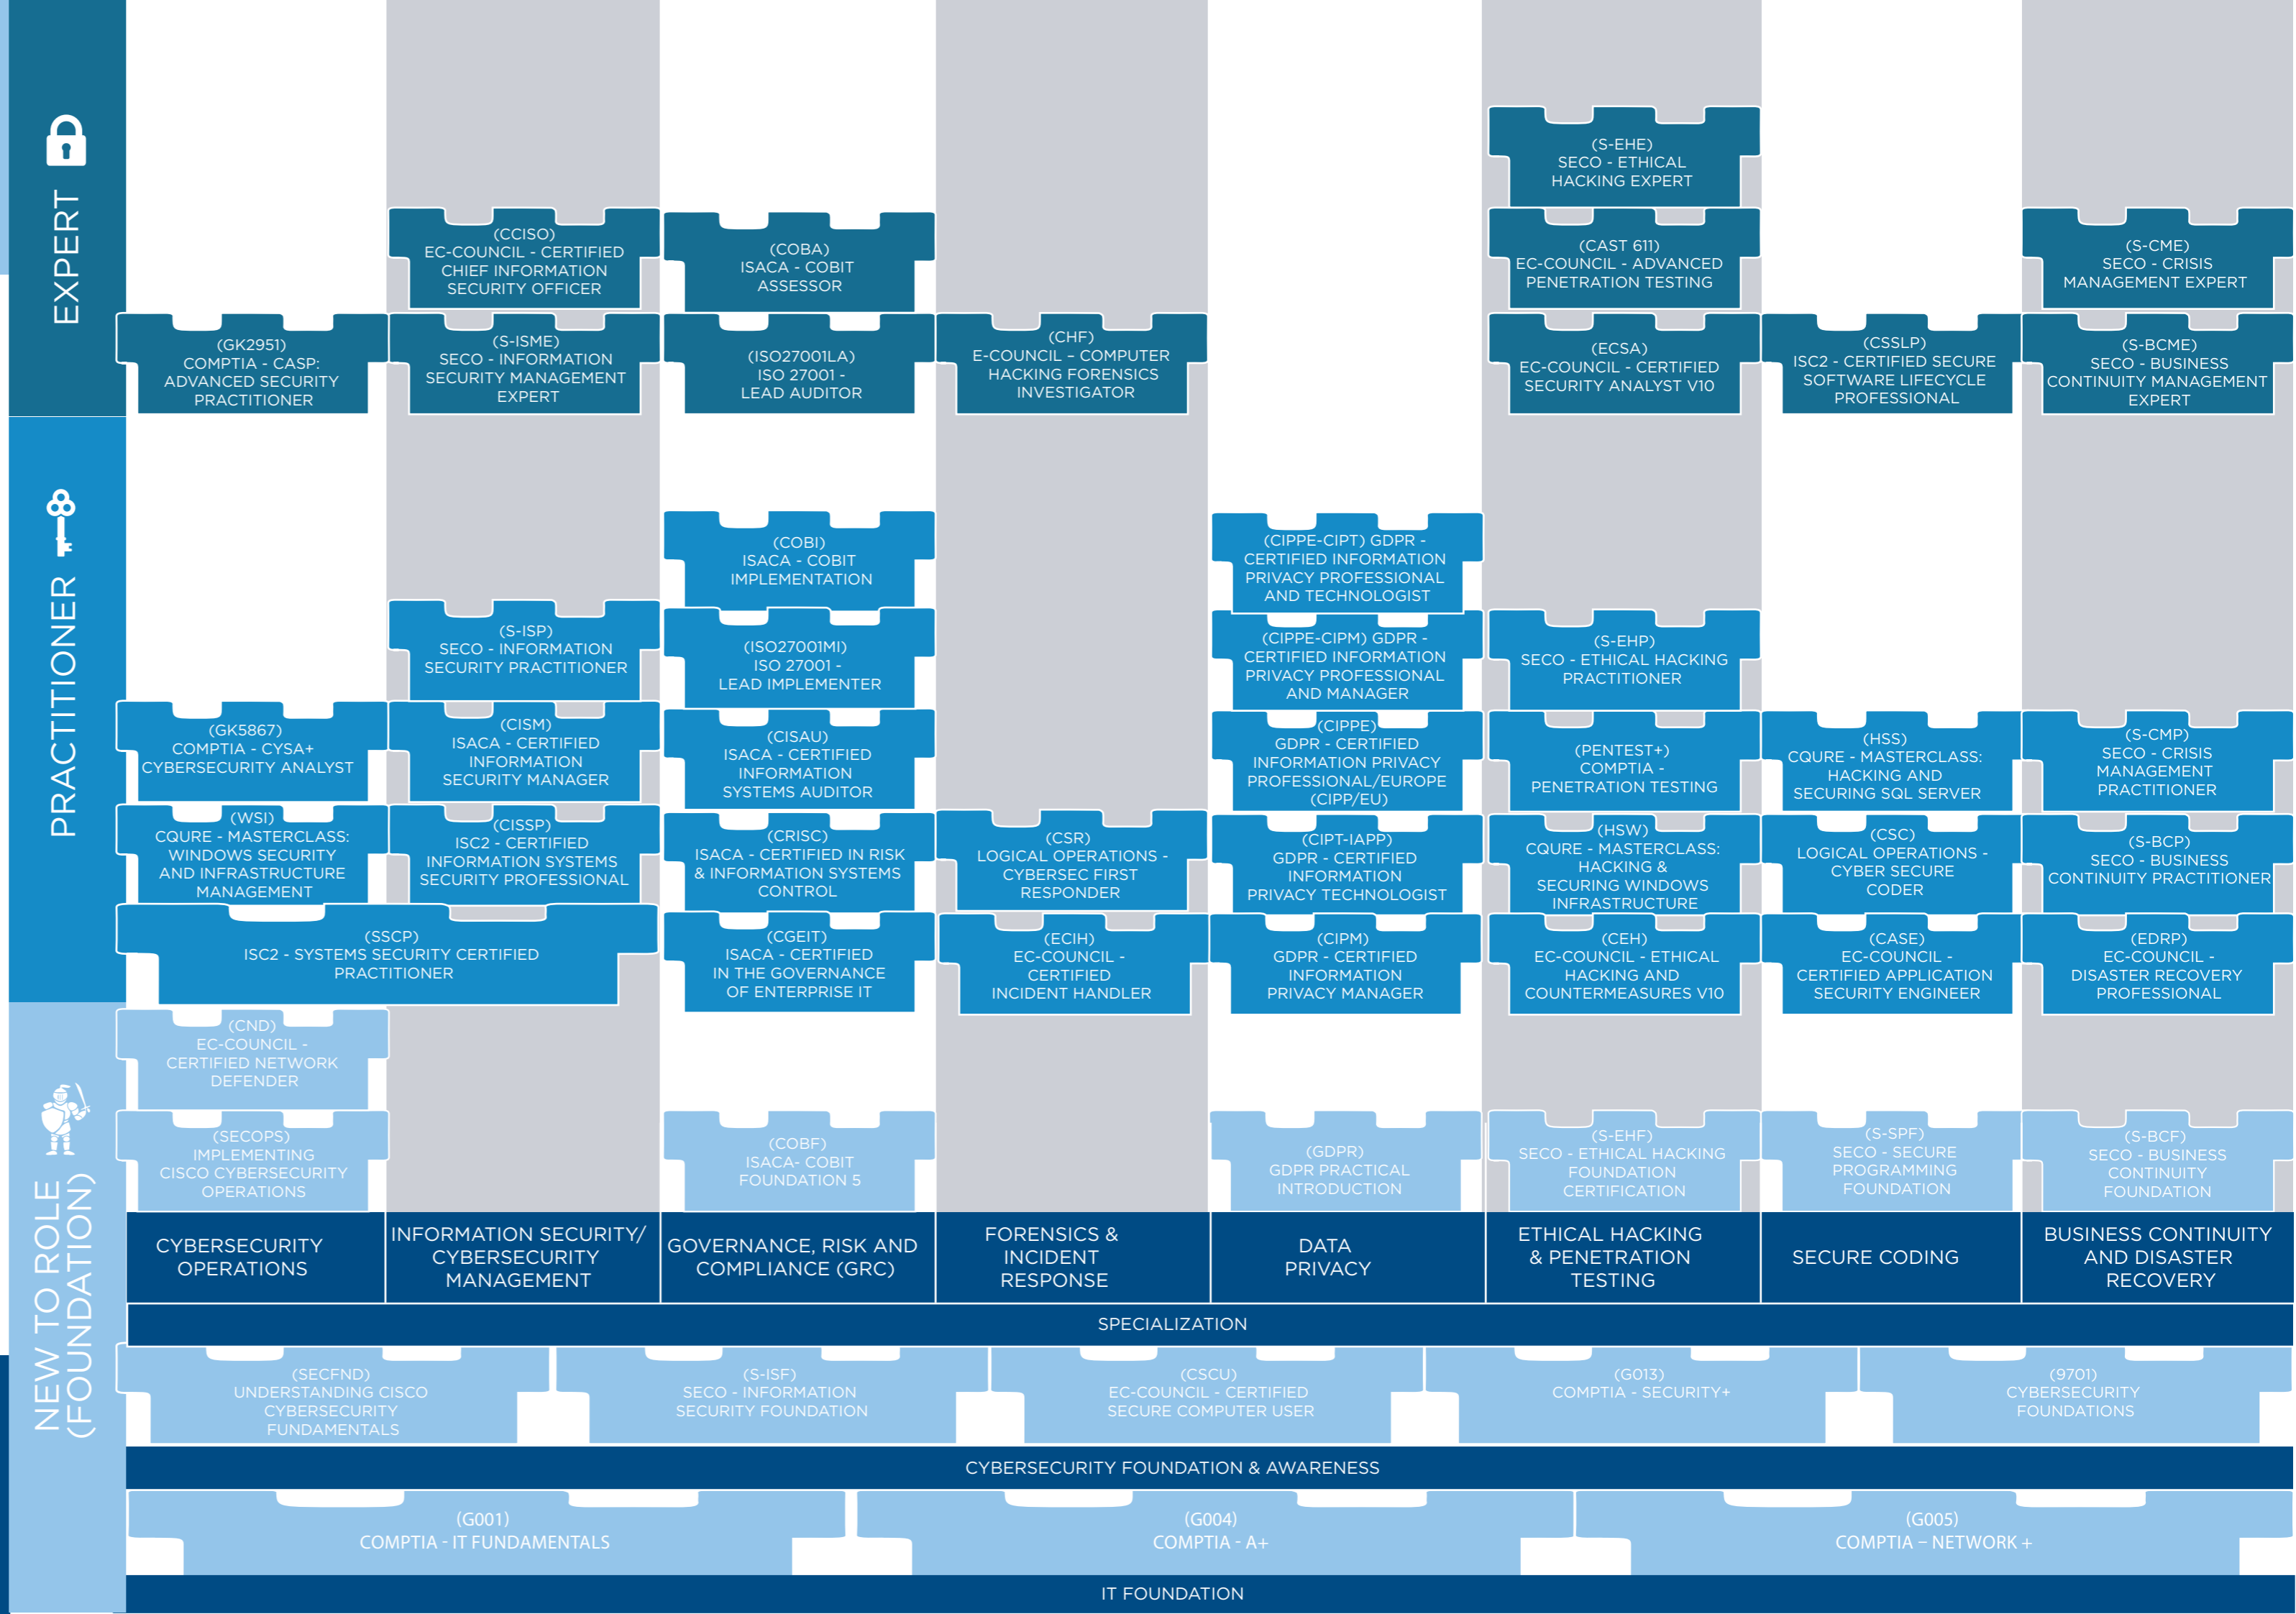 EXPERT
(S-EHE)
SECO - ETHICAL
HACKING EXPERT
(CCISO)
EC-COUNCIL - CERTIFIED
CHIEF INFORMATION
SECURITY OFFICER
(COBA)
ISACA - COBIT
ASSESSOR
(CAST 611)
EC-COUNCIL - ADVANCED
PENETRATION TESTING
(S-CME)
SECO - CRISIS
MANAGEMENT EXPERT
(GK2951)
COMPTIA - CASP:
ADVANCED SECURITY
PRACTITIONER
(S-ISME)
SECO - INFORMATION
SECURITY MANAGEMENT
EXPERT
(ISO27001LA)
ISO 27001 -
LEAD AUDITOR
(CHF)
E-COUNCIL – COMPUTER
HACKING FORENSICS
INVESTIGATOR
(ECSA)
EC-COUNCIL - CERTIFIED
SECURITY ANALYST V10
(CSSLP)
ISC2 - CERTIFIED SECURE
SOFTWARE LIFECYCLE
PROFESSIONAL
(S-BCME)
SECO - BUSINESS
CONTINUITY MANAGEMENT
EXPERT
PRACTITIONER
(COBI)
ISACA - COBIT
IMPLEMENTATION
(CIPPE-CIPT) GDPR -
CERTIFIED INFORMATION
PRIVACY PROFESSIONAL
AND TECHNOLOGIST
(S-ISP)
SECO - INFORMATION
SECURITY PRACTITIONER
(ISO27001MI)
ISO 27001 -
LEAD IMPLEMENTER
(CIPPE-CIPM) GDPR -
CERTIFIED INFORMATION
PRIVACY PROFESSIONAL
AND MANAGER
(S-EHP)
SECO - ETHICAL HACKING
PRACTITIONER
(GK5867)
COMPTIA - CYSA+
CYBERSECURITY ANALYST
(CISM)
ISACA - CERTIFIED
INFORMATION
SECURITY MANAGER
(CISAU)
ISACA - CERTIFIED
INFORMATION
SYSTEMS AUDITOR
(CIPPE)
GDPR - CERTIFIED
INFORMATION PRIVACY
PROFESSIONAL/EUROPE
(CIPP/EU)
(PENTEST+)
COMPTIA -
PENETRATION TESTING
(HSS)
CQURE - MASTERCLASS:
HACKING AND
SECURING SQL SERVER
(S-CMP)
SECO - CRISIS
MANAGEMENT
PRACTITIONER
(WSI)
CQURE - MASTERCLASS:
WINDOWS SECURITY
AND INFRASTRUCTURE
MANAGEMENT
(CISSP)
ISC2 - CERTIFIED
INFORMATION SYSTEMS
SECURITY PROFESSIONAL
(CRISC)
ISACA - CERTIFIED IN RISK
& INFORMATION SYSTEMS
CONTROL
(CSR)
LOGICAL OPERATIONS -
CYBERSEC FIRST
RESPONDER
(CIPT-IAPP)
GDPR - CERTIFIED
INFORMATION
PRIVACY TECHNOLOGIST
(HSW)
CQURE - MASTERCLASS:
HACKING &
SECURING WINDOWS
INFRASTRUCTURE
(CSC)
LOGICAL OPERATIONS -
CYBER SECURE
CODER
(S-BCP)
SECO - BUSINESS
CONTINUITY PRACTITIONER
(SSCP)
ISC2 - SYSTEMS SECURITY CERTIFIED
PRACTITIONER
(CGEIT)
ISACA - CERTIFIED
IN THE GOVERNANCE
OF ENTERPRISE IT
(ECIH)
EC-COUNCIL -
CERTIFIED
INCIDENT HANDLER
(CIPM)
GDPR - CERTIFIED
INFORMATION
PRIVACY MANAGER
(CEH)
EC-COUNCIL - ETHICAL
HACKING AND
COUNTERMEASURES V10
(CASE)
EC-COUNCIL -
CERTIFIED APPLICATION
SECURITY ENGINEER
(EDRP)
EC-COUNCIL -
DISASTER RECOVERY
PROFESSIONAL
NEW TO ROLE
(FOUNDATION)
(CND)
EC-COUNCIL -
CERTIFIED NETWORK
DEFENDER
(SECOPS)
IMPLEMENTING
CISCO CYBERSECURITY
OPERATIONS
(COBF)
ISACA- COBIT
FOUNDATION 5
(GDPR)
GDPR PRACTICAL
INTRODUCTION
(S-EHF)
SECO - ETHICAL HACKING
FOUNDATION
CERTIFICATION
(S-SPF)
SECO - SECURE
PROGRAMMING
FOUNDATION
(S-BCF)
SECO - BUSINESS
CONTINUITY
FOUNDATION
CYBERSECURITY
OPERATIONS
INFORMATION SECURITY/
CYBERSECURITY
MANAGEMENT
GOVERNANCE, RISK AND
COMPLIANCE (GRC)
FORENSICS &
INCIDENT
RESPONSE
DATA
PRIVACY
ETHICAL HACKING
& PENETRATION
TESTING
SECURE CODING
BUSINESS CONTINUITY
AND DISASTER
RECOVERY
SPECIALIZATION
(SECFND)
UNDERSTANDING CISCO
CYBERSECURITY
FUNDAMENTALS
(S-ISF)
SECO - INFORMATION
SECURITY FOUNDATION
(CSCU)
EC-COUNCIL - CERTIFIED
SECURE COMPUTER USER
(G013)
COMPTIA - SECURITY+
(9701)
CYBERSECURITY
FOUNDATIONS
CYBERSECURITY FOUNDATION & AWARENESS
(G001)
COMPTIA - IT FUNDAMENTALS
(G004)
COMPTIA - A+
(G005)
COMPTIA – NETWORK +
IT FOUNDATION